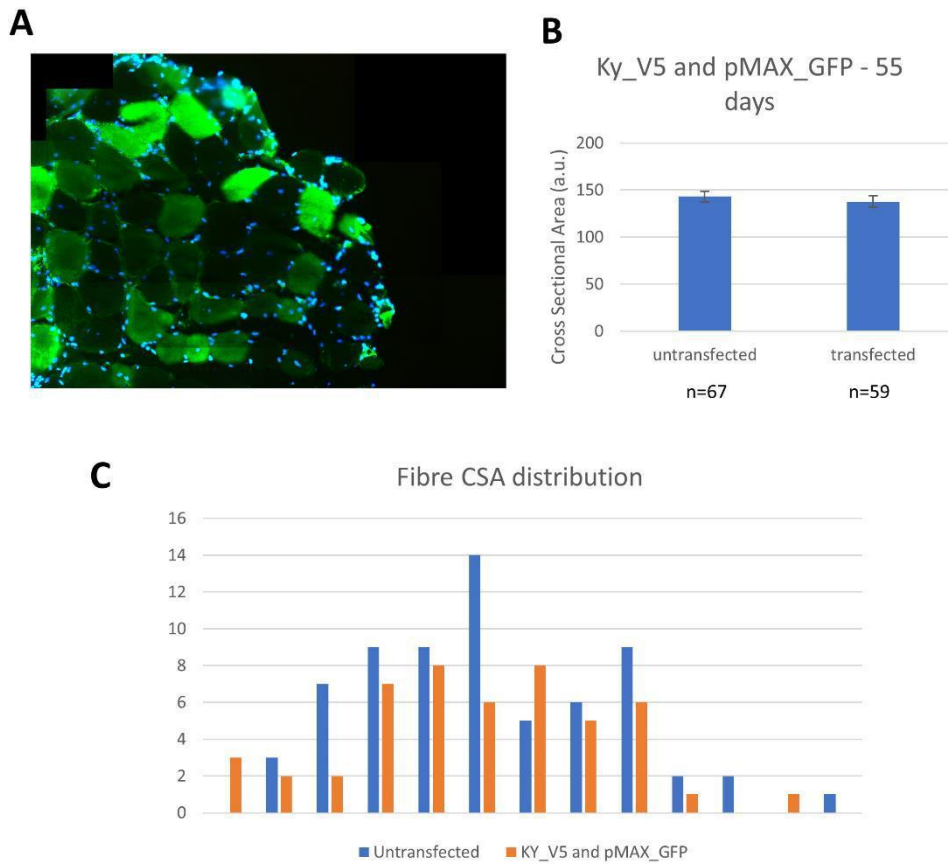 A
B
Ky_V5 and pMAX_GFP - 55
days
Cross Sectional Area (a.u.)
200
150
100
50
0
untransfected transfected
n=67 n=59
C
Fibre CSA distribution
16
14
12
10
8
6
4
2
0
Untransfected KY_V5 and pMAX_GFP